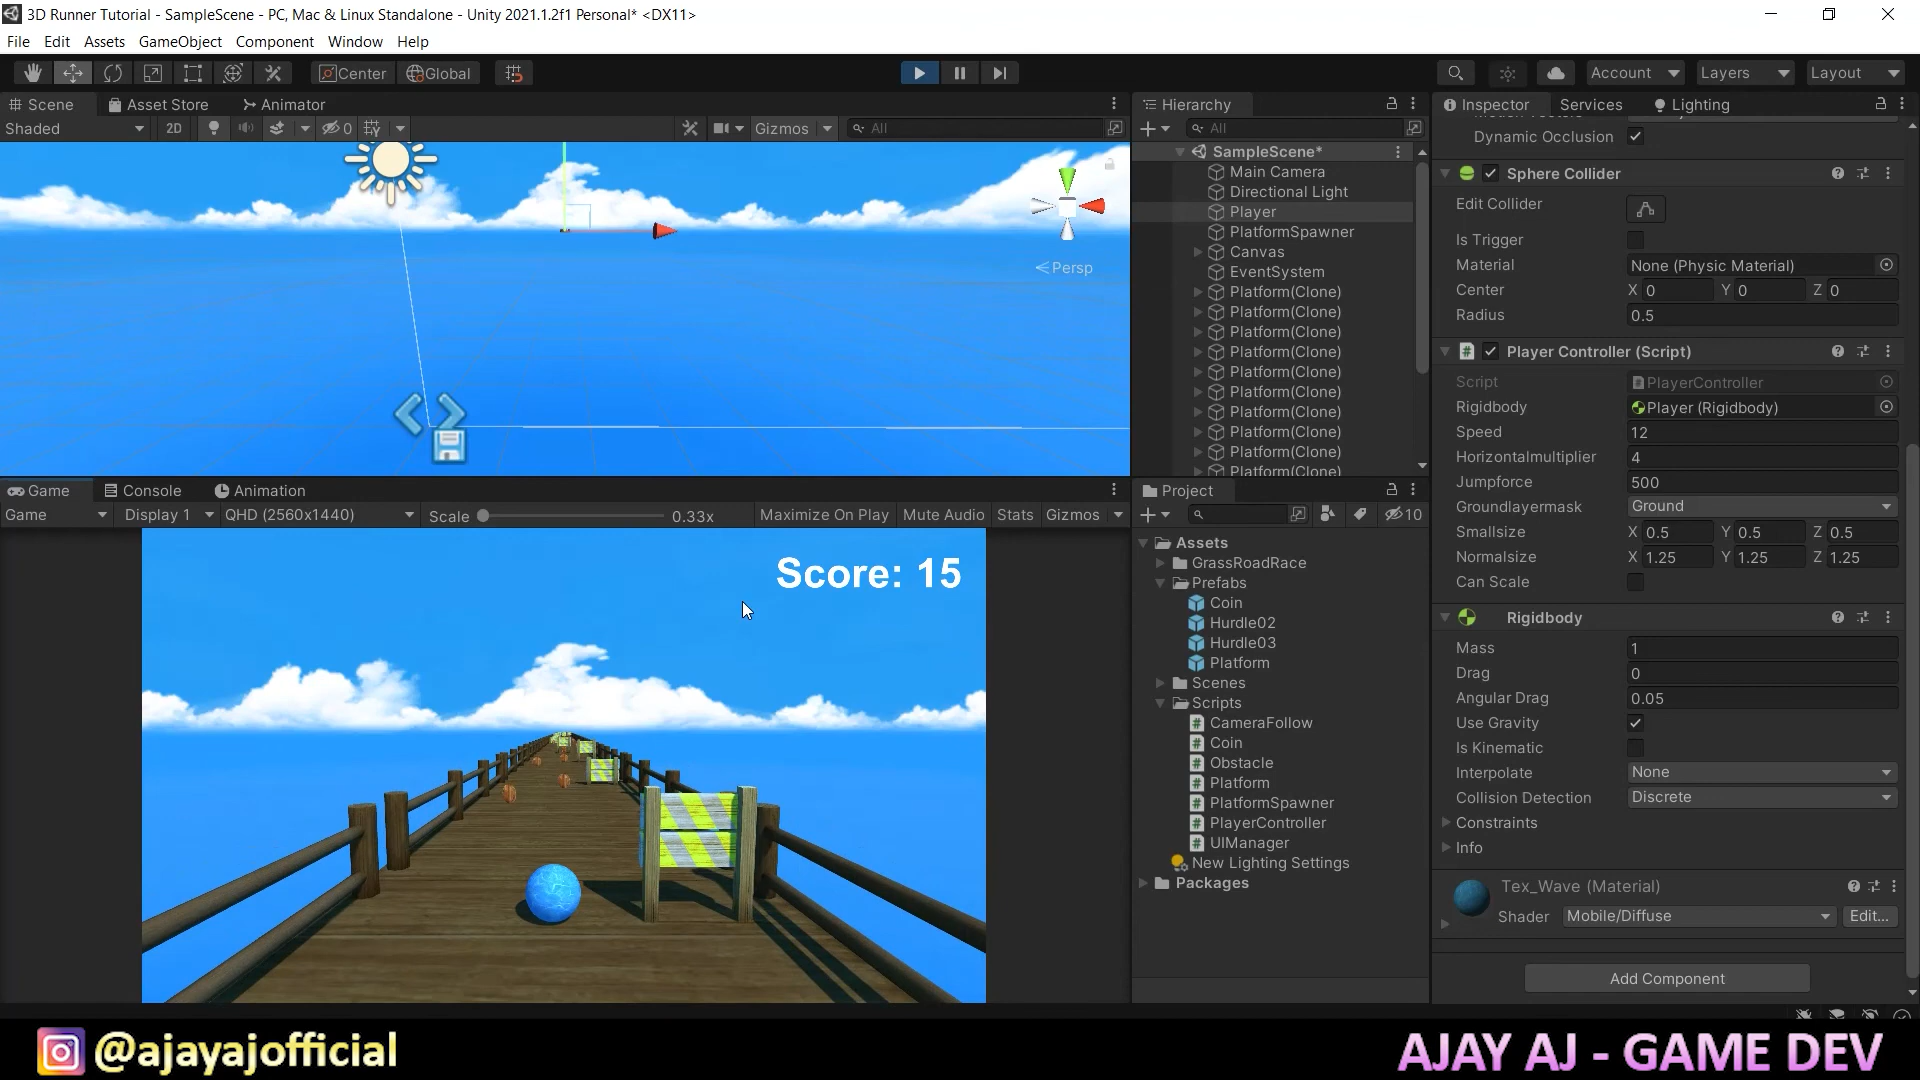 3D Runner Tutorial - SampleScene - PC, Mac & Linux Standalone - Unity 2021.1.2f1 Personal* <DX11>
File Edit Assets GameObject Component Window Help
Center Global
Account Layers Layout
Scene Asset Store Animator
Shaded 2D 0 Gizmos All
Persp
Hierarchy
All
SampleScene*
Main Camera
Directional Light
Player
PlatformSpawner
Canvas
EventSystem
Platform(Clone)
Platform(Clone)
Platform(Clone)
Platform(Clone)
Platform(Clone)
Platform(Clone)
Platform(Clone)
Platform(Clone)
Platform(Clone)
Platform(Clone)
Inspector Services Lighting
Dynamic Occlusion
Sphere Collider
Edit Collider
Is Trigger
Material None (Physic Material)
Center X 0 Y 0 Z 0
Radius 0.5
Player Controller (Script)
Script PlayerController
Rigidbody Player (Rigidbody)
Speed 12
Horizontalmultiplier 4
Jumpforce 500
Groundlayermask Ground
Smallsize X 0.5 Y 0.5 Z 0.5
Normalsize X 1.25 Y 1.25 Z 1.25
Can Scale
Rigidbody
Mass 1
Drag 0
Angular Drag 0.05
Use Gravity
Is Kinematic
Interpolate None
Collision Detection Discrete
Constraints
Info
Tex_Wave (Material)
Shader Mobile/Diffuse Edit...
Add Component
Game Console Animation
Game Display 1 QHD (2560x1440) Scale 0.33x Maximize On Play Mute Audio Stats Gizmos
Score: 15
Project
10
Assets
GrassRoadRace
Prefabs
Coin
Hurdle02
Hurdle03
Platform
Scenes
Scripts
CameraFollow
Coin
Obstacle
Platform
PlatformSpawner
PlayerController
UIManager
New Lighting Settings
Packages
@ajayajofficial
AJAY AJ - GAME DEV